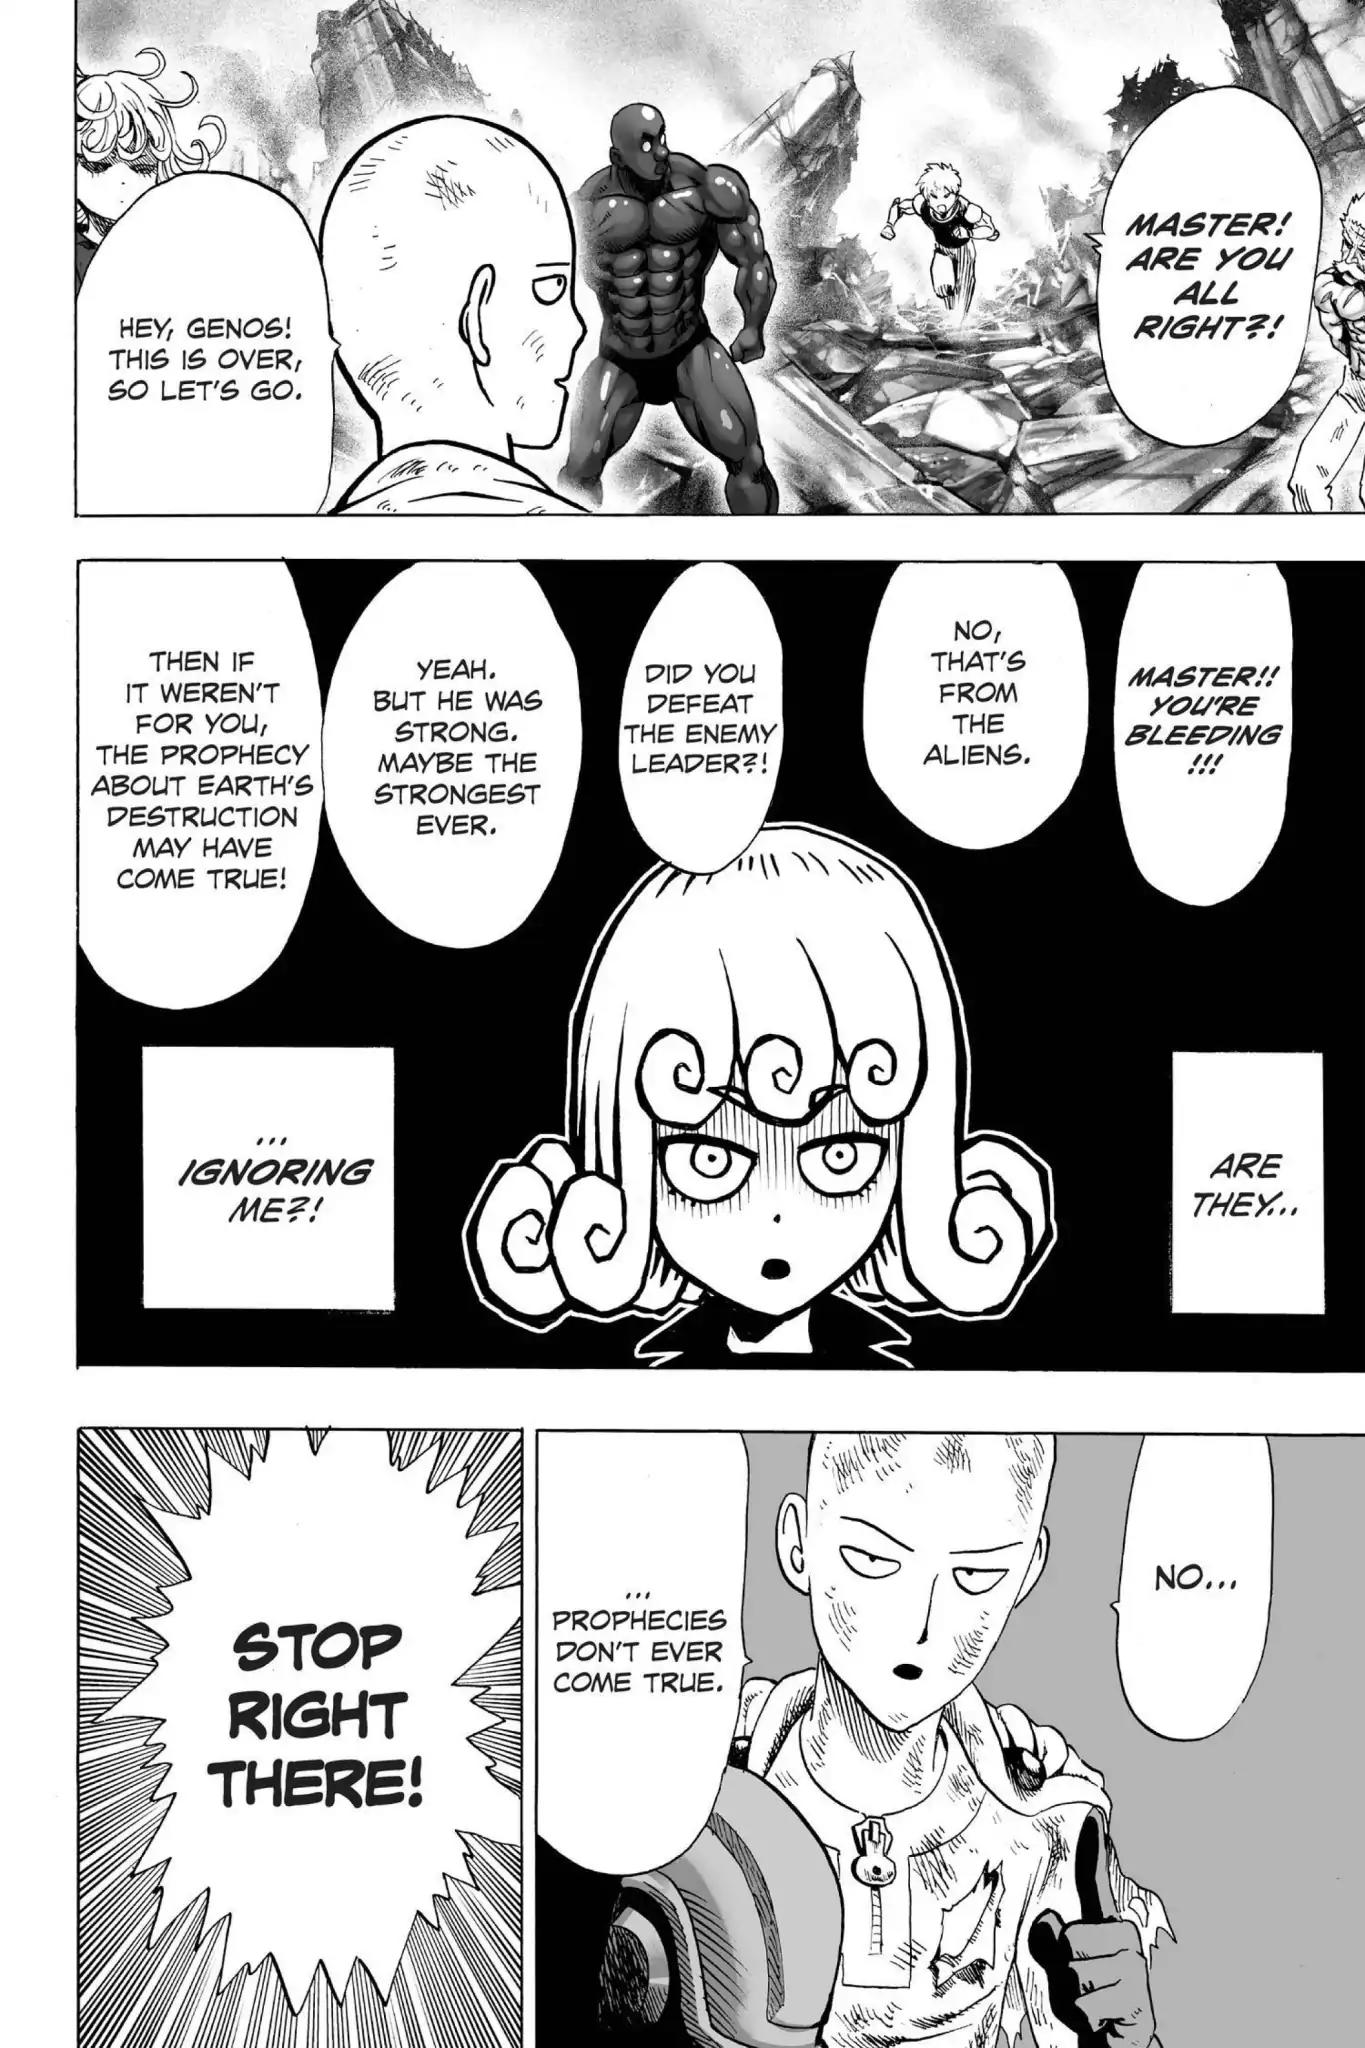 MASTER!
ARE YOU
ALL
RIGHT?!
HEY, GENOS!
THIS IS OVER,
SO LET'S GO.
MASTER!!
YOU'RE
BLEEDING
!!!
NO,
THAT'S
FROM
THE
ALIENS.
DID YOU
DEFEAT
THE ENEMY
LEADER?!
YEAH.
BUT HE WAS
STRONG.
MAYBE THE
STRONGEST
EVER.
THEN IF
IT WEREN'T
FOR YOU,
THE PROPHECY
ABOUT EARTH'S
DESTRUCTION
MAY HAVE
COME TRUE!
ARE
THEY...
...
IGNORING
ME?!
NO...
...
PROPHECIES
DON'T EVER
COME TRUE.
STOP
RIGHT
THERE!